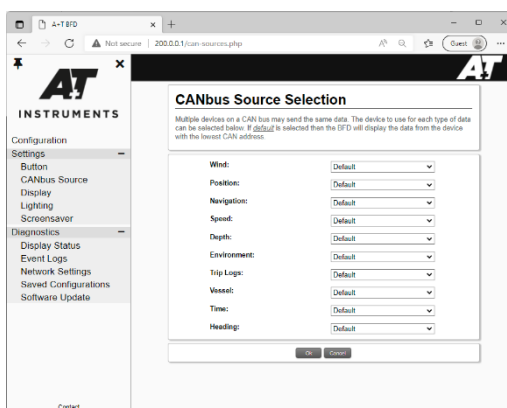 A+T BFD
Not secure
200.0.0.1/can-sources.php
Guest
A+T
INSTRUMENTS
Configuration
Settings
Button
CANbus Source
Display
Lighting
Screensaver
Diagnostics
Display Status
Event Logs
Network Settings
Saved Configurations
Software Update
Contact
A+T
CANbus Source Selection
Multiple devices on a CAN bus may send the same data. The device to use for each type of data
can be selected below. If default is selected then the BFD will display the data from the device
with the lowest CAN address.
Wind: Default
Position: Default
Navigation: Default
Speed: Default
Depth: Default
Environment: Default
Trip Logs: Default
Vessel: Default
Time: Default
Heading: Default
Ok Cancel